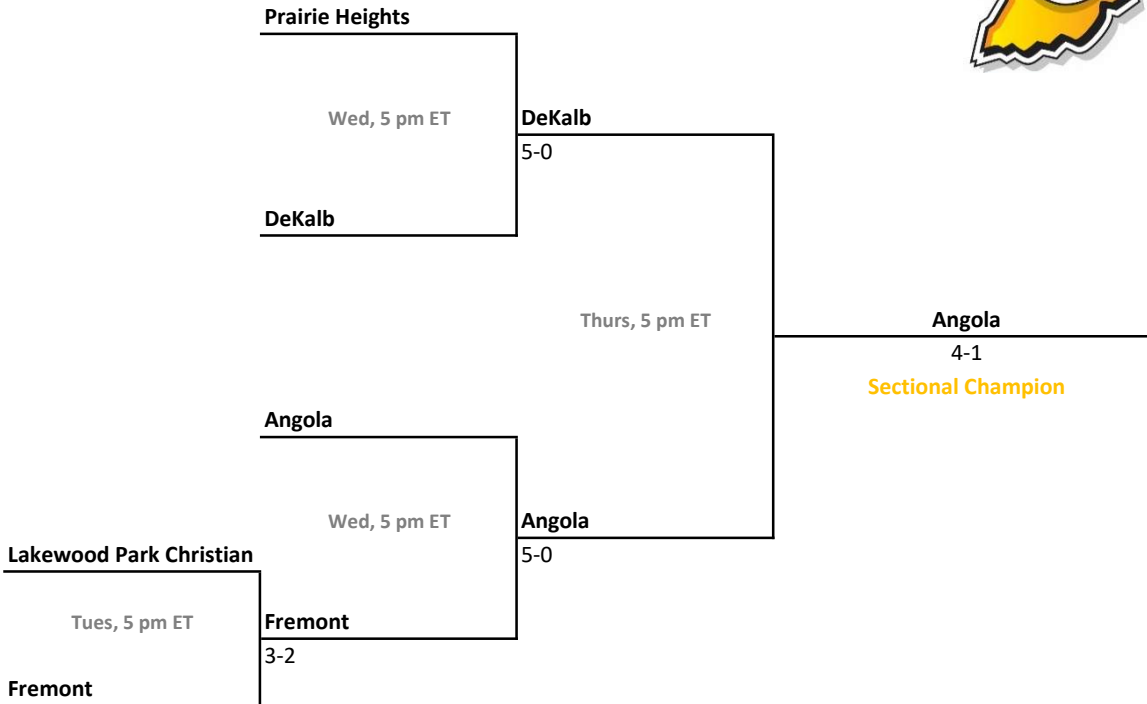 Prairie Heights
Wed, 5 pm ET
DeKalb
5-0
DeKalb
Thurs, 5 pm ET
Angola
4-1
Sectional Champion
Angola
Wed, 5 pm ET
Angola
5-0
Lakewood Park Christian
Tues, 5 pm ET
Fremont
3-2
Fremont